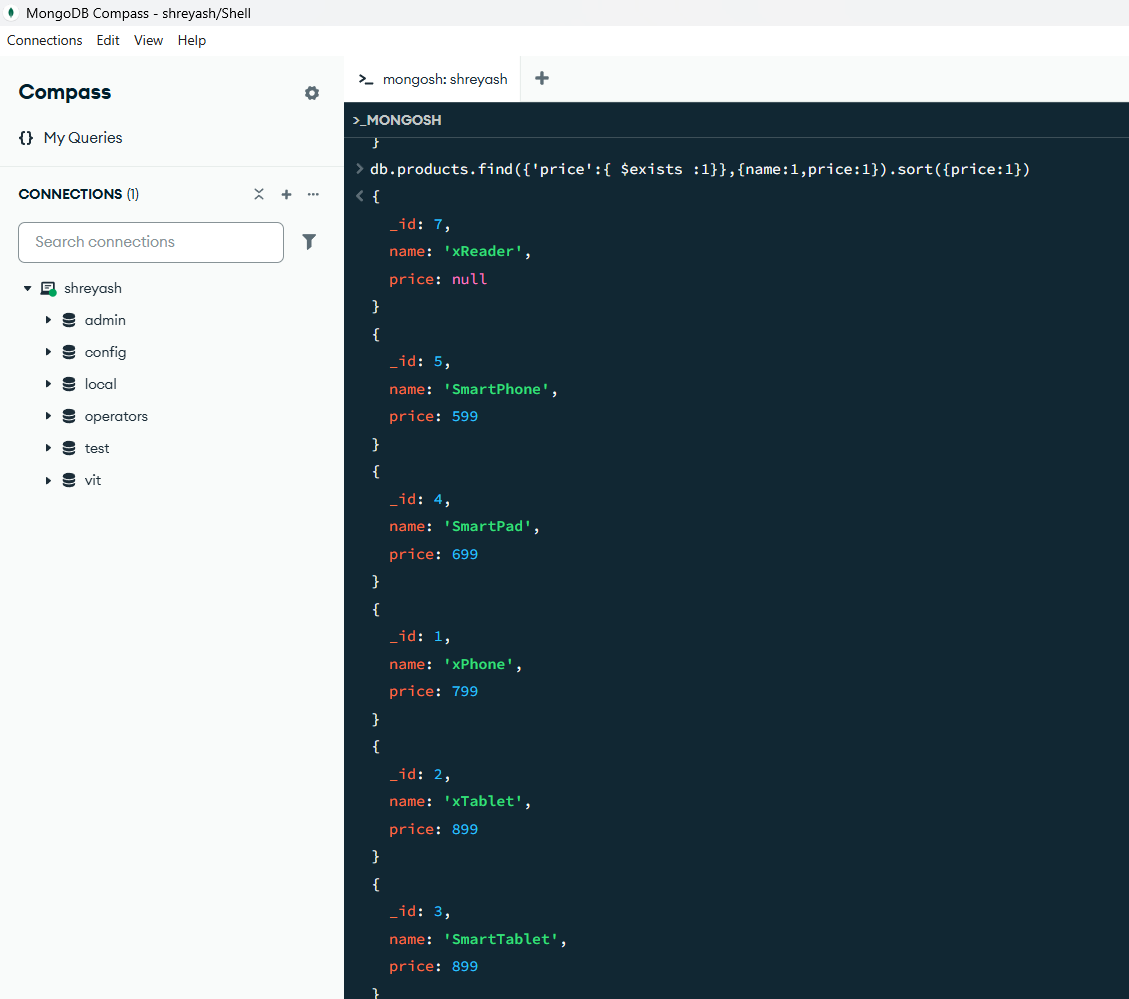 MongoDB Compass - shreyash/Shell
Connections Edit View Help
Compass
{} My Queries
CONNECTIONS (1)
Search connections
shreyash
admin
config
local
operators
test
vit
>_ mongosh: shreyash +
>_MONGOSH
}
> db.products.find({'price':{ $exists :1}},{name:1,price:1}).sort({price:1})
< {
_id: 7,
name: 'xReader',
price: null
}
{
_id: 5,
name: 'SmartPhone',
price: 599
}
{
_id: 4,
name: 'SmartPad',
price: 699
}
{
_id: 1,
name: 'xPhone',
price: 799
}
{
_id: 2,
name: 'xTablet',
price: 899
}
{
_id: 3,
name: 'SmartTablet',
price: 899
}